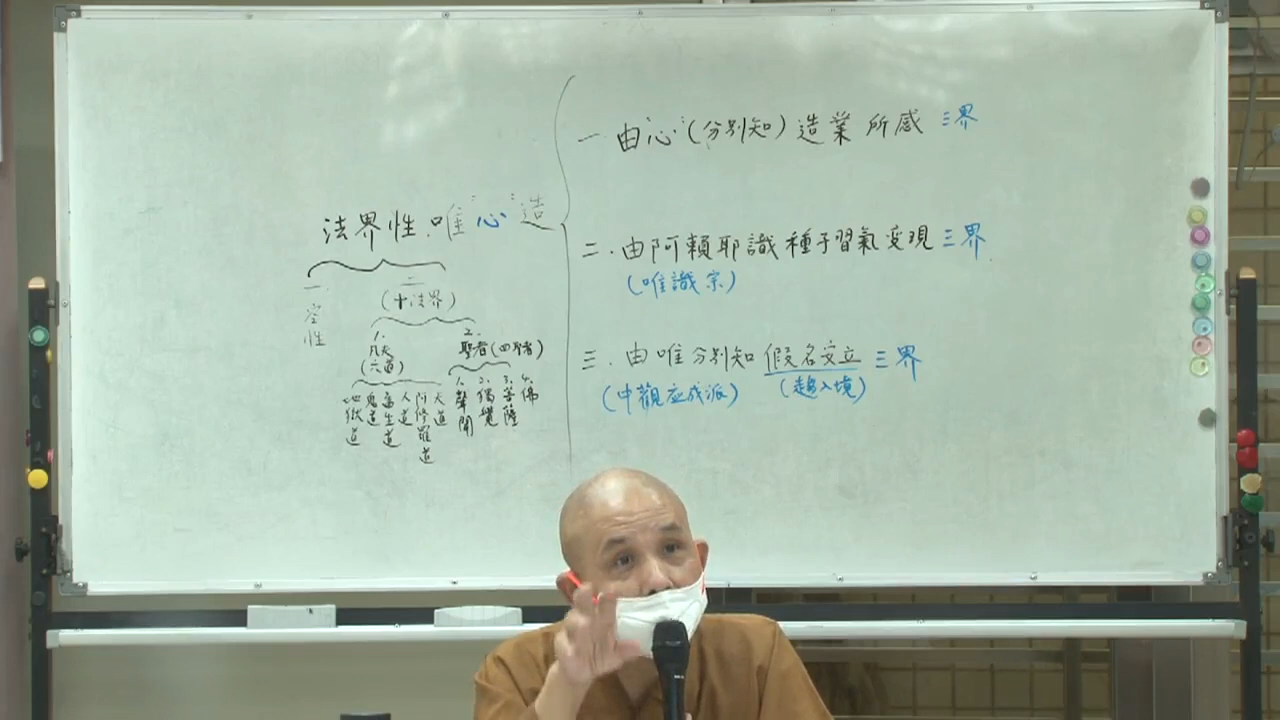 法界性.唯"心"造
一
空性
二
(十法界)
1.
凡夫
(六道)
地獄道
鬼道
畜生道
人道
阿修羅道
天道
2.
聖者(四聖者)
1.聲聞
2.獨覺
3.菩薩
4.佛
一.由"心"(分別知)造業所感三界
二.由阿賴耶識種子習氣变現三界
(唯識宗)
三.由唯分別知假名安立三界
(中觀应成派) (趨入境)